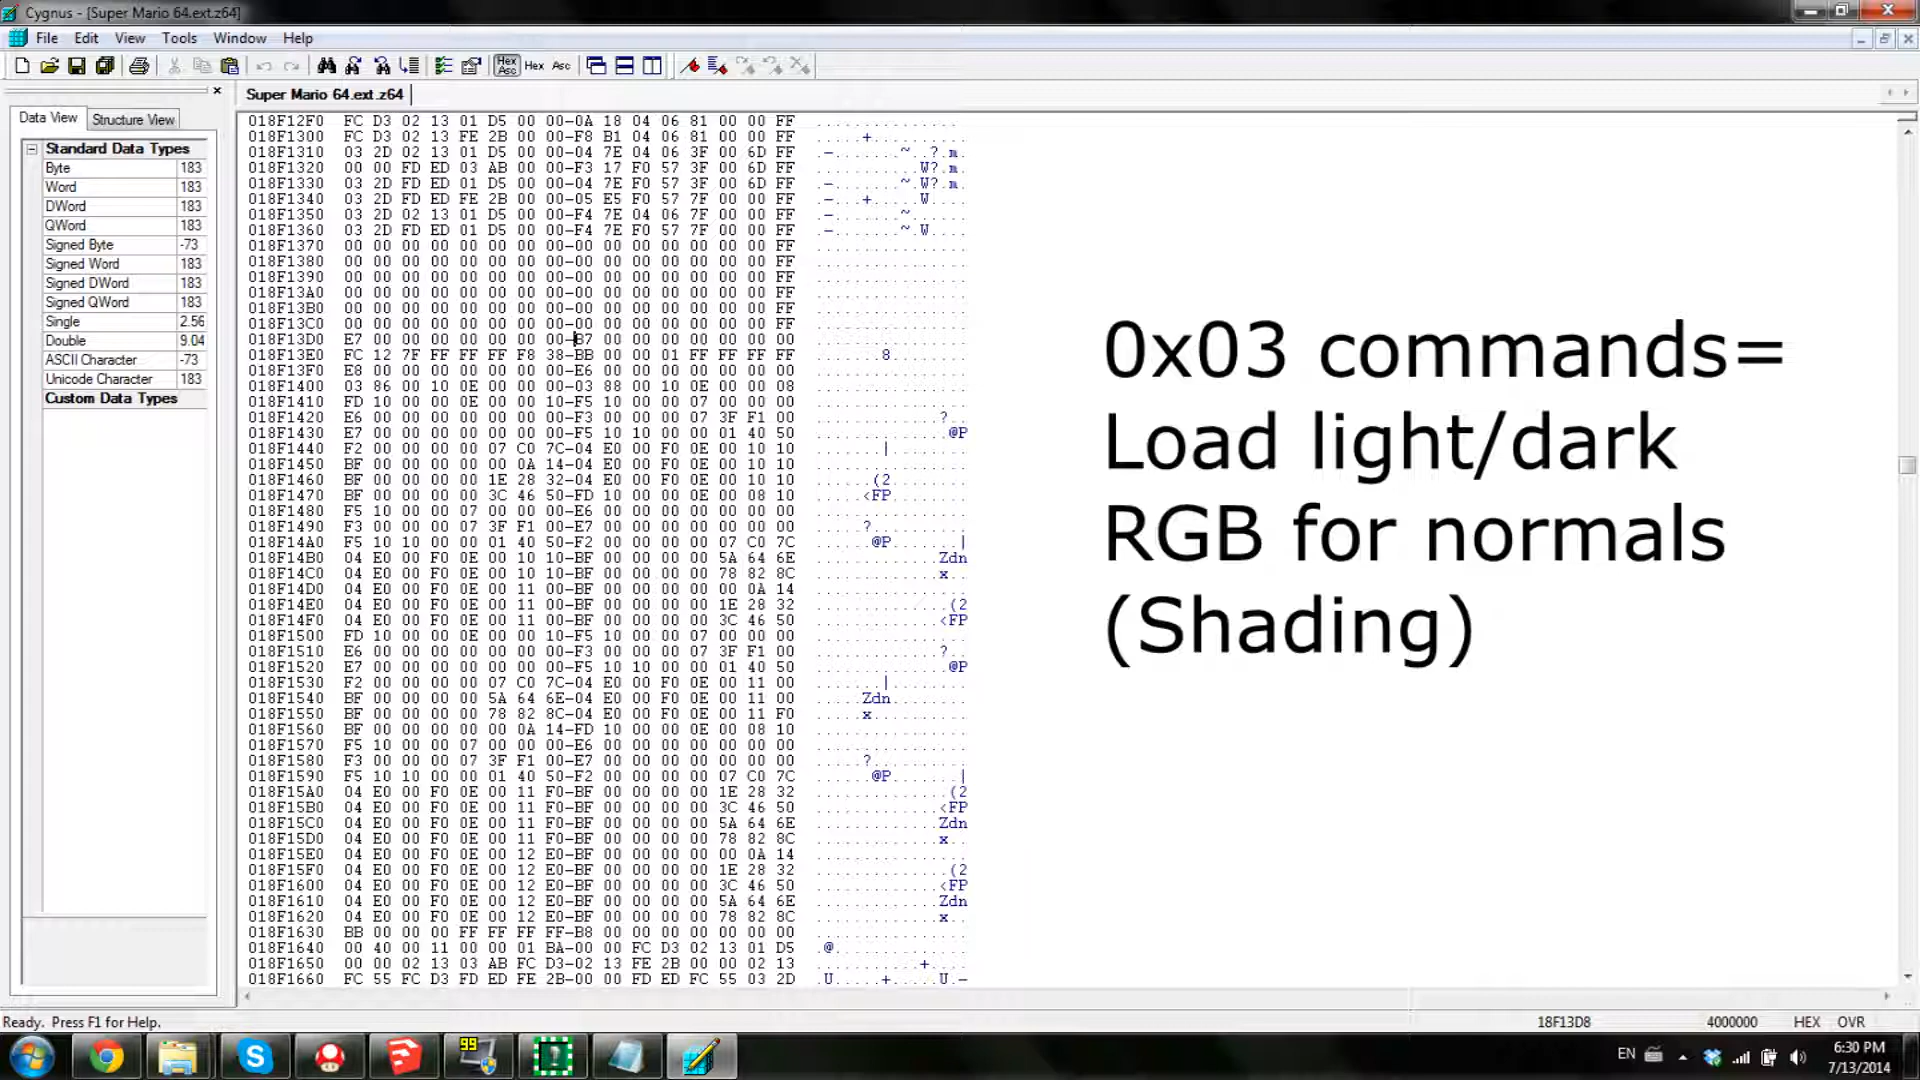 Cygnus - [Super Mario 64.ext.z64]
File Edit View Tools Window Help
Hex Asc Hex Asc
Super Mario 64.ext.z64
Data View Structure View
Standard Data Types
Byte 183
Word 183
DWord 183
QWord 183
Signed Byte -73
Signed Word 183
Signed DWord 183
Signed QWord 183
Single 2.56
Double 9.04
ASCII Character -73
Unicode Character 183
Custom Data Types
018F12F0 FC D3 02 13 01 D5 00 00-0A 18 04 06 81 00 00 FF
018F1300 FC D3 02 13 FE 2B 00 00-F8 B1 04 06 81 00 00 FF
018F1310 03 2D 02 13 01 D5 00 00-04 7E 04 06 3F 00 6D FF
018F1320 00 00 FD ED 03 AB 00 00-F3 17 F0 57 3F 00 6D FF
018F1330 03 2D FD ED 01 D5 00 00-04 7E F0 57 3F 00 6D FF
018F1340 03 2D FD ED FE 2B 00 00-05 E5 F0 57 7F 00 00 FF
018F1350 03 2D 02 13 01 D5 00 00-F4 7E 04 06 7F 00 00 FF
018F1360 03 2D FD ED 01 D5 00 00-F4 7E F0 57 7F 00 00 FF
018F1370 00 00 00 00 00 00 00 00-00 00 00 00 00 00 00 FF
018F1380 00 00 00 00 00 00 00 00-00 00 00 00 00 00 00 FF
018F1390 00 00 00 00 00 00 00 00-00 00 00 00 00 00 00 FF
018F13A0 00 00 00 00 00 00 00 00-00 00 00 00 00 00 00 FF
018F13B0 00 00 00 00 00 00 00 00-00 00 00 00 00 00 00 FF
018F13C0 00 00 00 00 00 00 00 00-00 00 00 00 00 00 00 FF
018F13D0 E7 00 00 00 00 00 00 00-B7 00 00 00 00 00 00 00
018F13E0 FC 12 7F FF FF FF F8 38-BB 00 00 01 FF FF FF FF
018F13F0 E8 00 00 00 00 00 00 00-E6 00 00 00 00 00 00 00
018F1400 03 86 00 10 0E 00 00 00-03 88 00 10 0E 00 00 08
018F1410 FD 10 00 00 0E 00 00 10-F5 10 00 00 07 00 00 00
018F1420 E6 00 00 00 00 00 00 00-F3 00 00 00 07 3F F1 00
018F1430 E7 00 00 00 00 00 00 00-F5 10 10 00 00 01 40 50
018F1440 F2 00 00 00 00 07 C0 7C-04 E0 00 F0 0E 00 10 10
018F1450 BF 00 00 00 00 00 0A 14-04 E0 00 F0 0E 00 10 10
018F1460 BF 00 00 00 00 1E 28 32-04 E0 00 F0 0E 00 10 10
018F1470 BF 00 00 00 00 3C 46 50-FD 10 00 00 0E 00 08 10
018F1480 F5 10 00 00 07 00 00 00-E6 00 00 00 00 00 00 00
018F1490 F3 00 00 00 07 3F F1 00-E7 00 00 00 00 00 00 00
018F14A0 F5 10 10 00 00 01 40 50-F2 00 00 00 00 07 C0 7C
018F14B0 04 E0 00 F0 0E 00 10 10-BF 00 00 00 00 5A 64 6E
018F14C0 04 E0 00 F0 0E 00 10 10-BF 00 00 00 00 78 82 8C
018F14D0 04 E0 00 F0 0E 00 11 00-BF 00 00 00 00 00 0A 14
018F14E0 04 E0 00 F0 0E 00 11 00-BF 00 00 00 00 1E 28 32
018F14F0 04 E0 00 F0 0E 00 11 00-BF 00 00 00 00 3C 46 50
018F1500 FD 10 00 00 0E 00 00 10-F5 10 00 00 07 00 00 00
018F1510 E6 00 00 00 00 00 00 00-F3 00 00 00 07 3F F1 00
018F1520 E7 00 00 00 00 00 00 00-F5 10 10 00 00 01 40 50
018F1530 F2 00 00 00 00 07 C0 7C-04 E0 00 F0 0E 00 11 00
018F1540 BF 00 00 00 00 5A 64 6E-04 E0 00 F0 0E 00 11 00
018F1550 BF 00 00 00 00 78 82 8C-04 E0 00 F0 0E 00 11 F0
018F1560 BF 00 00 00 00 00 0A 14-FD 10 00 00 0E 00 08 10
018F1570 F5 10 00 00 07 00 00 00-E6 00 00 00 00 00 00 00
018F1580 F3 00 00 00 07 3F F1 00-E7 00 00 00 00 00 00 00
018F1590 F5 10 10 00 00 01 40 50-F2 00 00 00 00 07 C0 7C
018F15A0 04 E0 00 F0 0E 00 11 F0-BF 00 00 00 00 1E 28 32
018F15B0 04 E0 00 F0 0E 00 11 F0-BF 00 00 00 00 3C 46 50
018F15C0 04 E0 00 F0 0E 00 11 F0-BF 00 00 00 00 5A 64 6E
018F15D0 04 E0 00 F0 0E 00 11 F0-BF 00 00 00 00 78 82 8C
018F15E0 04 E0 00 F0 0E 00 12 E0-BF 00 00 00 00 00 0A 14
018F15F0 04 E0 00 F0 0E 00 12 E0-BF 00 00 00 00 1E 28 32
018F1600 04 E0 00 F0 0E 00 12 E0-BF 00 00 00 00 3C 46 50
018F1610 04 E0 00 F0 0E 00 12 E0-BF 00 00 00 00 5A 64 6E
018F1620 04 E0 00 F0 0E 00 12 E0-BF 00 00 00 00 78 82 8C
018F1630 BB 00 00 00 FF FF FF FF-B8 00 00 00 00 00 00 00
018F1640 00 40 00 11 00 00 01 BA-00 00 FC D3 02 13 01 D5
018F1650 00 00 02 13 03 AB FC D3-02 13 FE 2B 00 00 02 13
018F1660 FC 55 FC D3 FD ED FE 2B-00 00 FD ED FC 55 03 2D
0x03 commands=
Load light/dark
RGB for normals
(Shading)
Ready. Press F1 for Help.
18F13D8 4000000 HEX OVR
99
EN
6:30 PM
7/13/2014